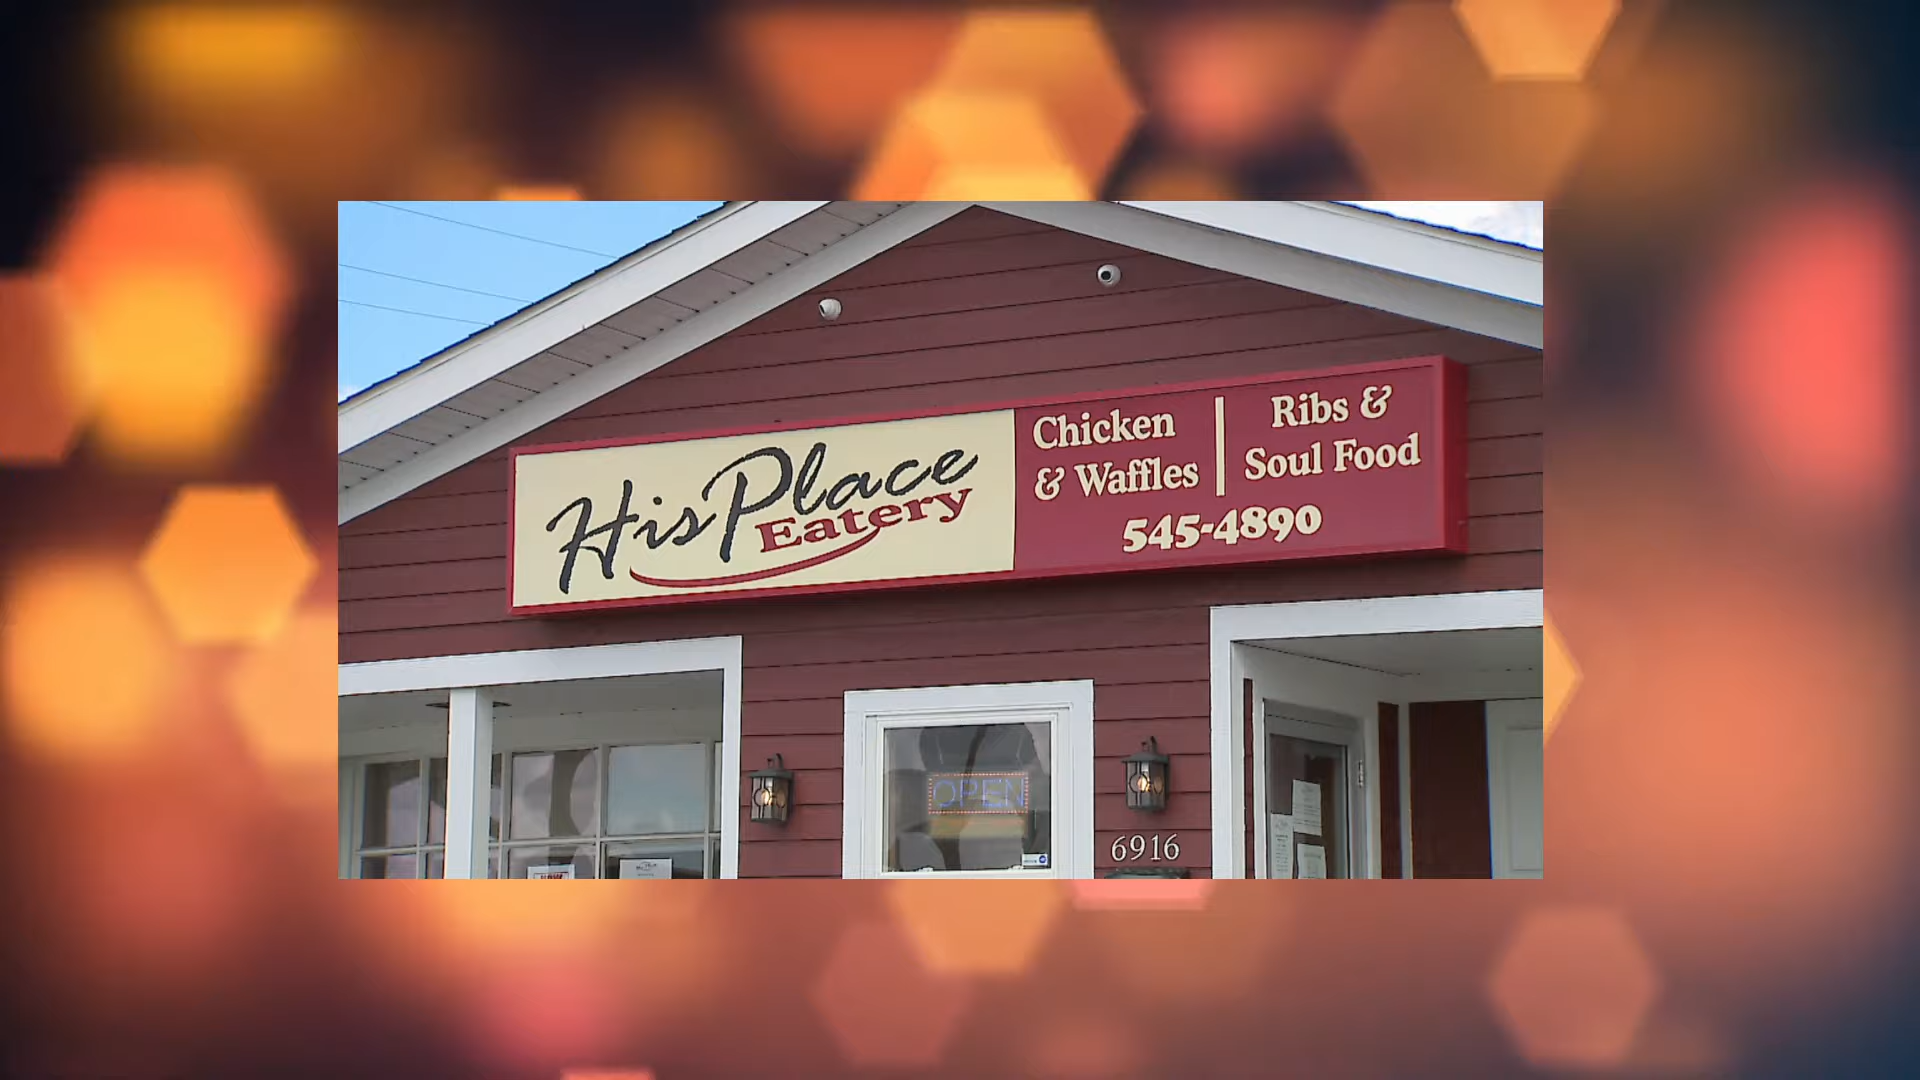 His Place
Eatery
Chicken
& Waffles
Ribs &
Soul Food
545-4890
OPEN
6916